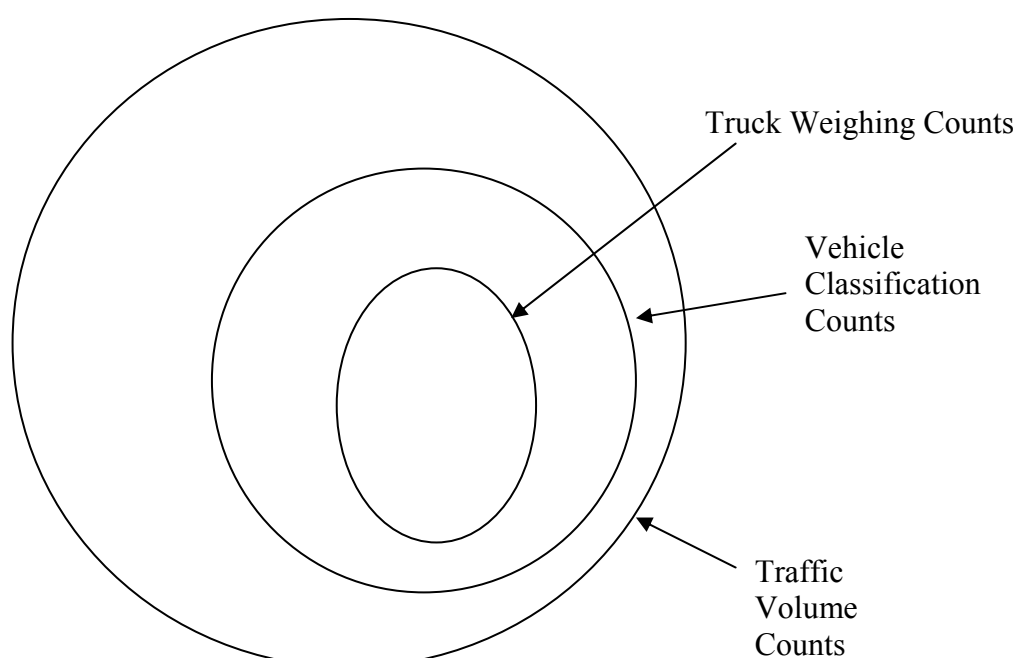 Truck Weighing Counts
Vehicle
Classification
Counts
Traffic
Volume
Counts